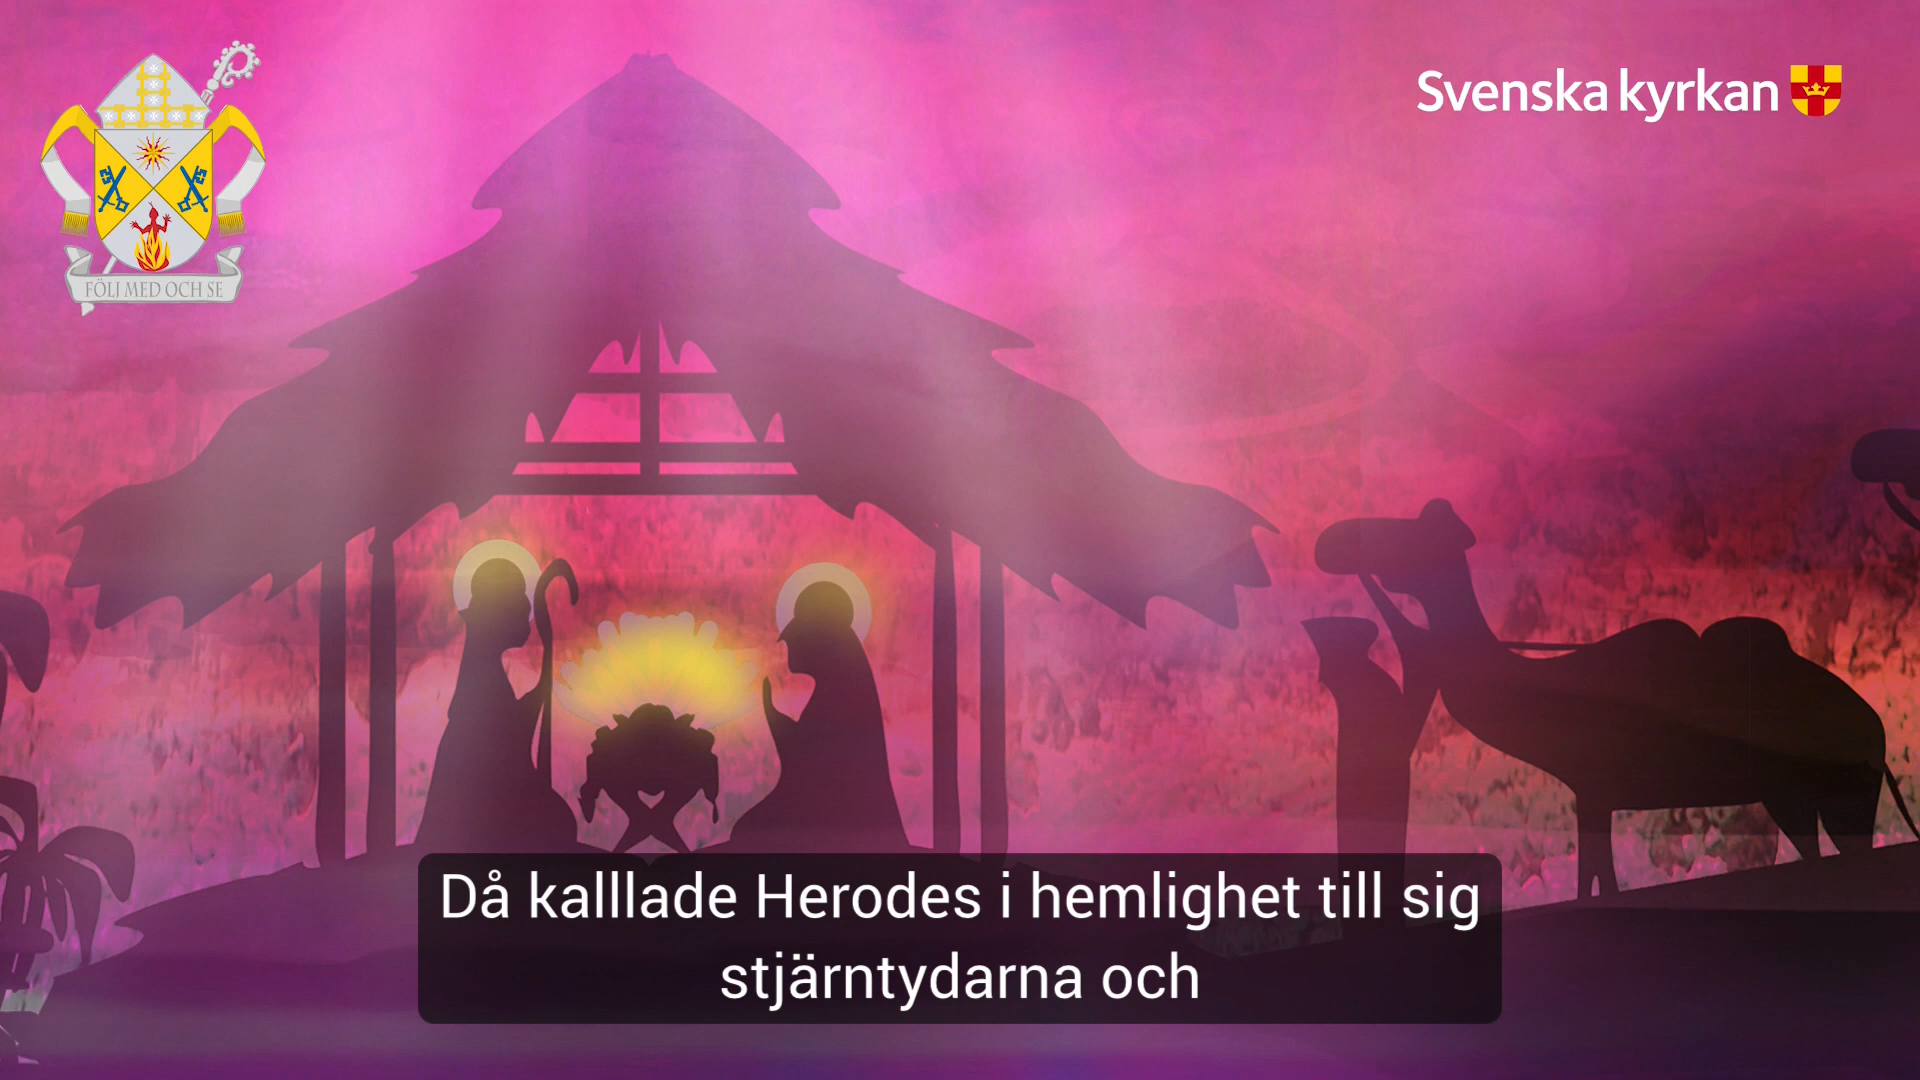 Svenska kyrkan
FÖLJ MED OCH SE
Då kalllade Herodes i hemlighet till sig
stjärntydarna och